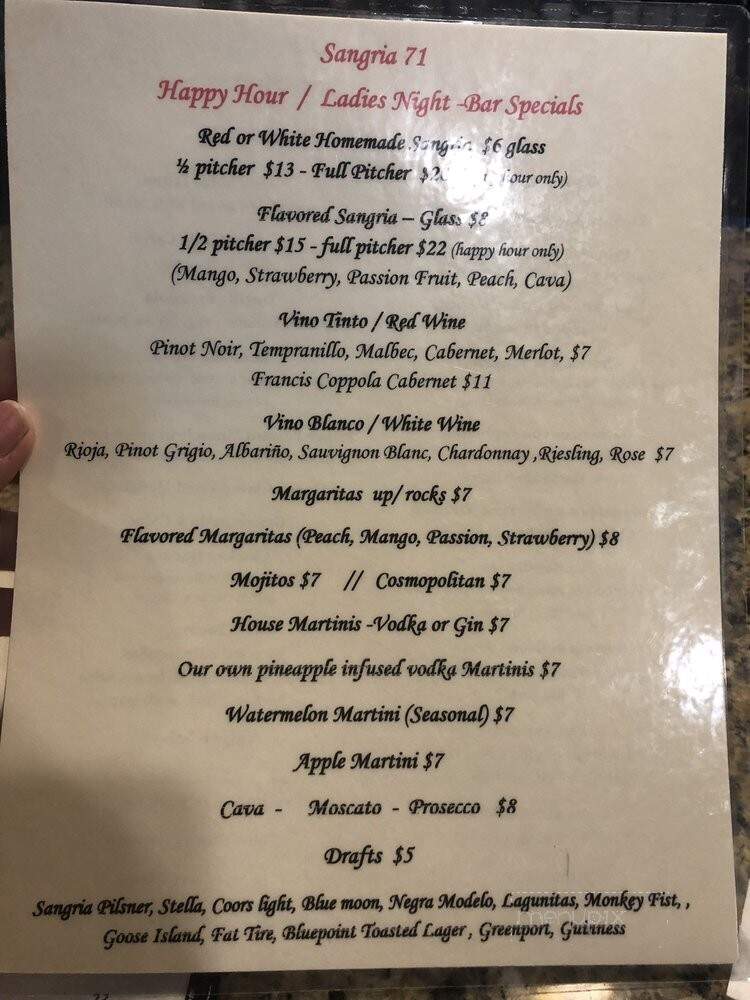 Sangria 71
Happy Hour / Ladies Night -Bar Specials
Red or White Homemade Sangria $6 glass
½ pitcher $13 - Full Pitcher hour only)
Flavored Sangria – Glass $8
1/2 pitcher $15 - full pitcher $22 (happy hour only)
(Mango, Strawberry, Passion Fruit, Peach, Cava)
Vino Tinto / Red Wine
Pinot Noir, Tempranillo, Malbec, Cabernet, Merlot, $7
Francis Coppola Cabernet $11
Vino Blanco / White Wine
Rioja, Pinot Grigio, Albariño, Sauvignon Blanc, Chardonnay ,Riesling, Rose $7
Margaritas up/ rocks $7
Flavored Margaritas (Peach, Mango, Passion, Strawberry) $8
Mojitos $7 // Cosmopolitan $7
House Martinis -Vodka or Gin $7
Our own pineapple infused vodka Martinis $7
Watermelon Martini (Seasonal) $7
Apple Martini $7
Cava - Moscato - Prosecco $8
Drafts $5
Sangria Pilsner, Stella, Coors light, Blue moon, Negra Modelo, Lagunitas, Monkey Fist, ,
Goose Island, Fat Tire, Bluepoint Toasted Lager , Greenport, Guinness
menupix